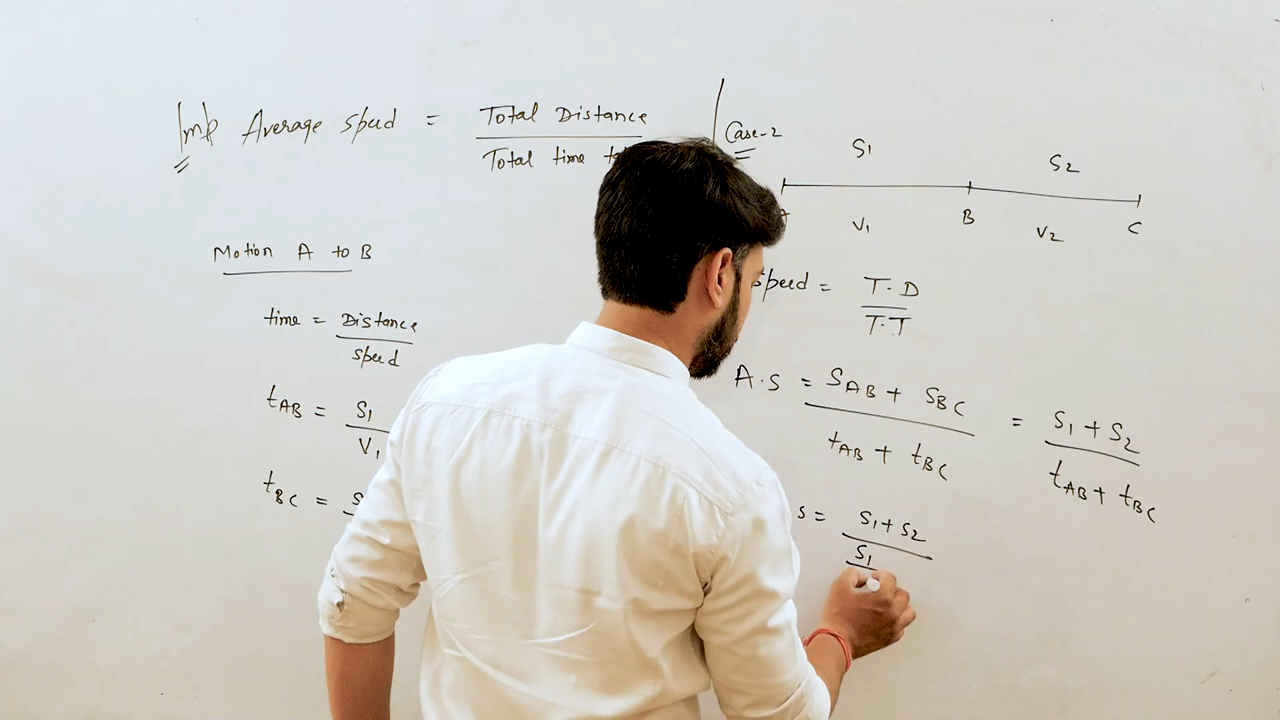 Imp Average speed = Total Distance / Total time
Motion A to B
time = Distance / speed
tAB = S1 / V1
tBC =
Case-2
S1 S2
B C
V1 V2
speed = T.D / T.T
A.S = SAB + SBC / tAB + tBC = S1 + S2 / tAB + tBC
S = S1 + S2 / S1